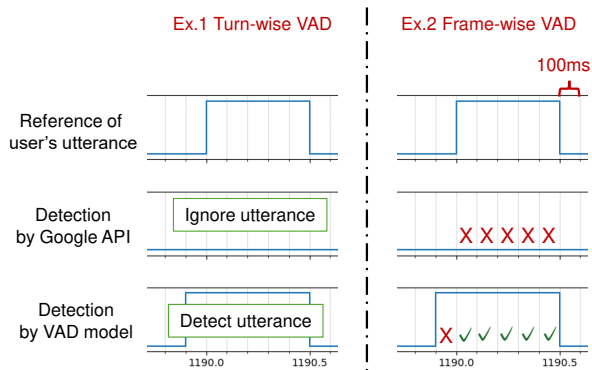 Ex.1 Turn-wise VAD
Ex.2 Frame-wise VAD
100ms
Reference of
user's utterance
Detection
by Google API
Ignore utterance
X X X X X
Detection
by VAD model
Detect utterance
X ✓ ✓ ✓ ✓ ✓
1190.0 1190.5
1190.0 1190.5